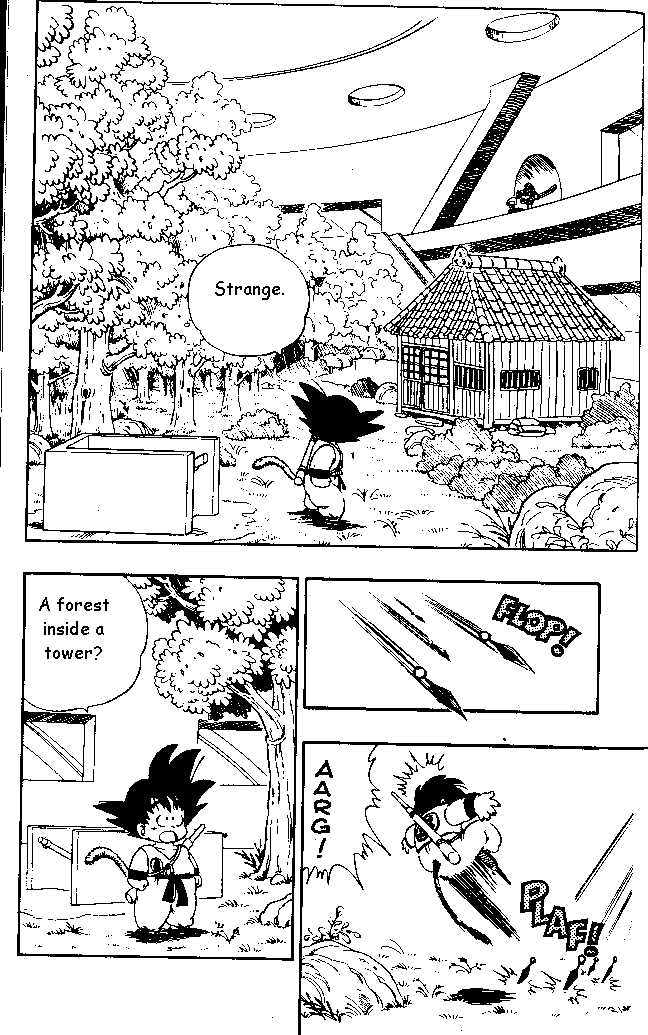 Strange.
A forest
inside a
tower?
FLOP!
AARG!
PLAF!